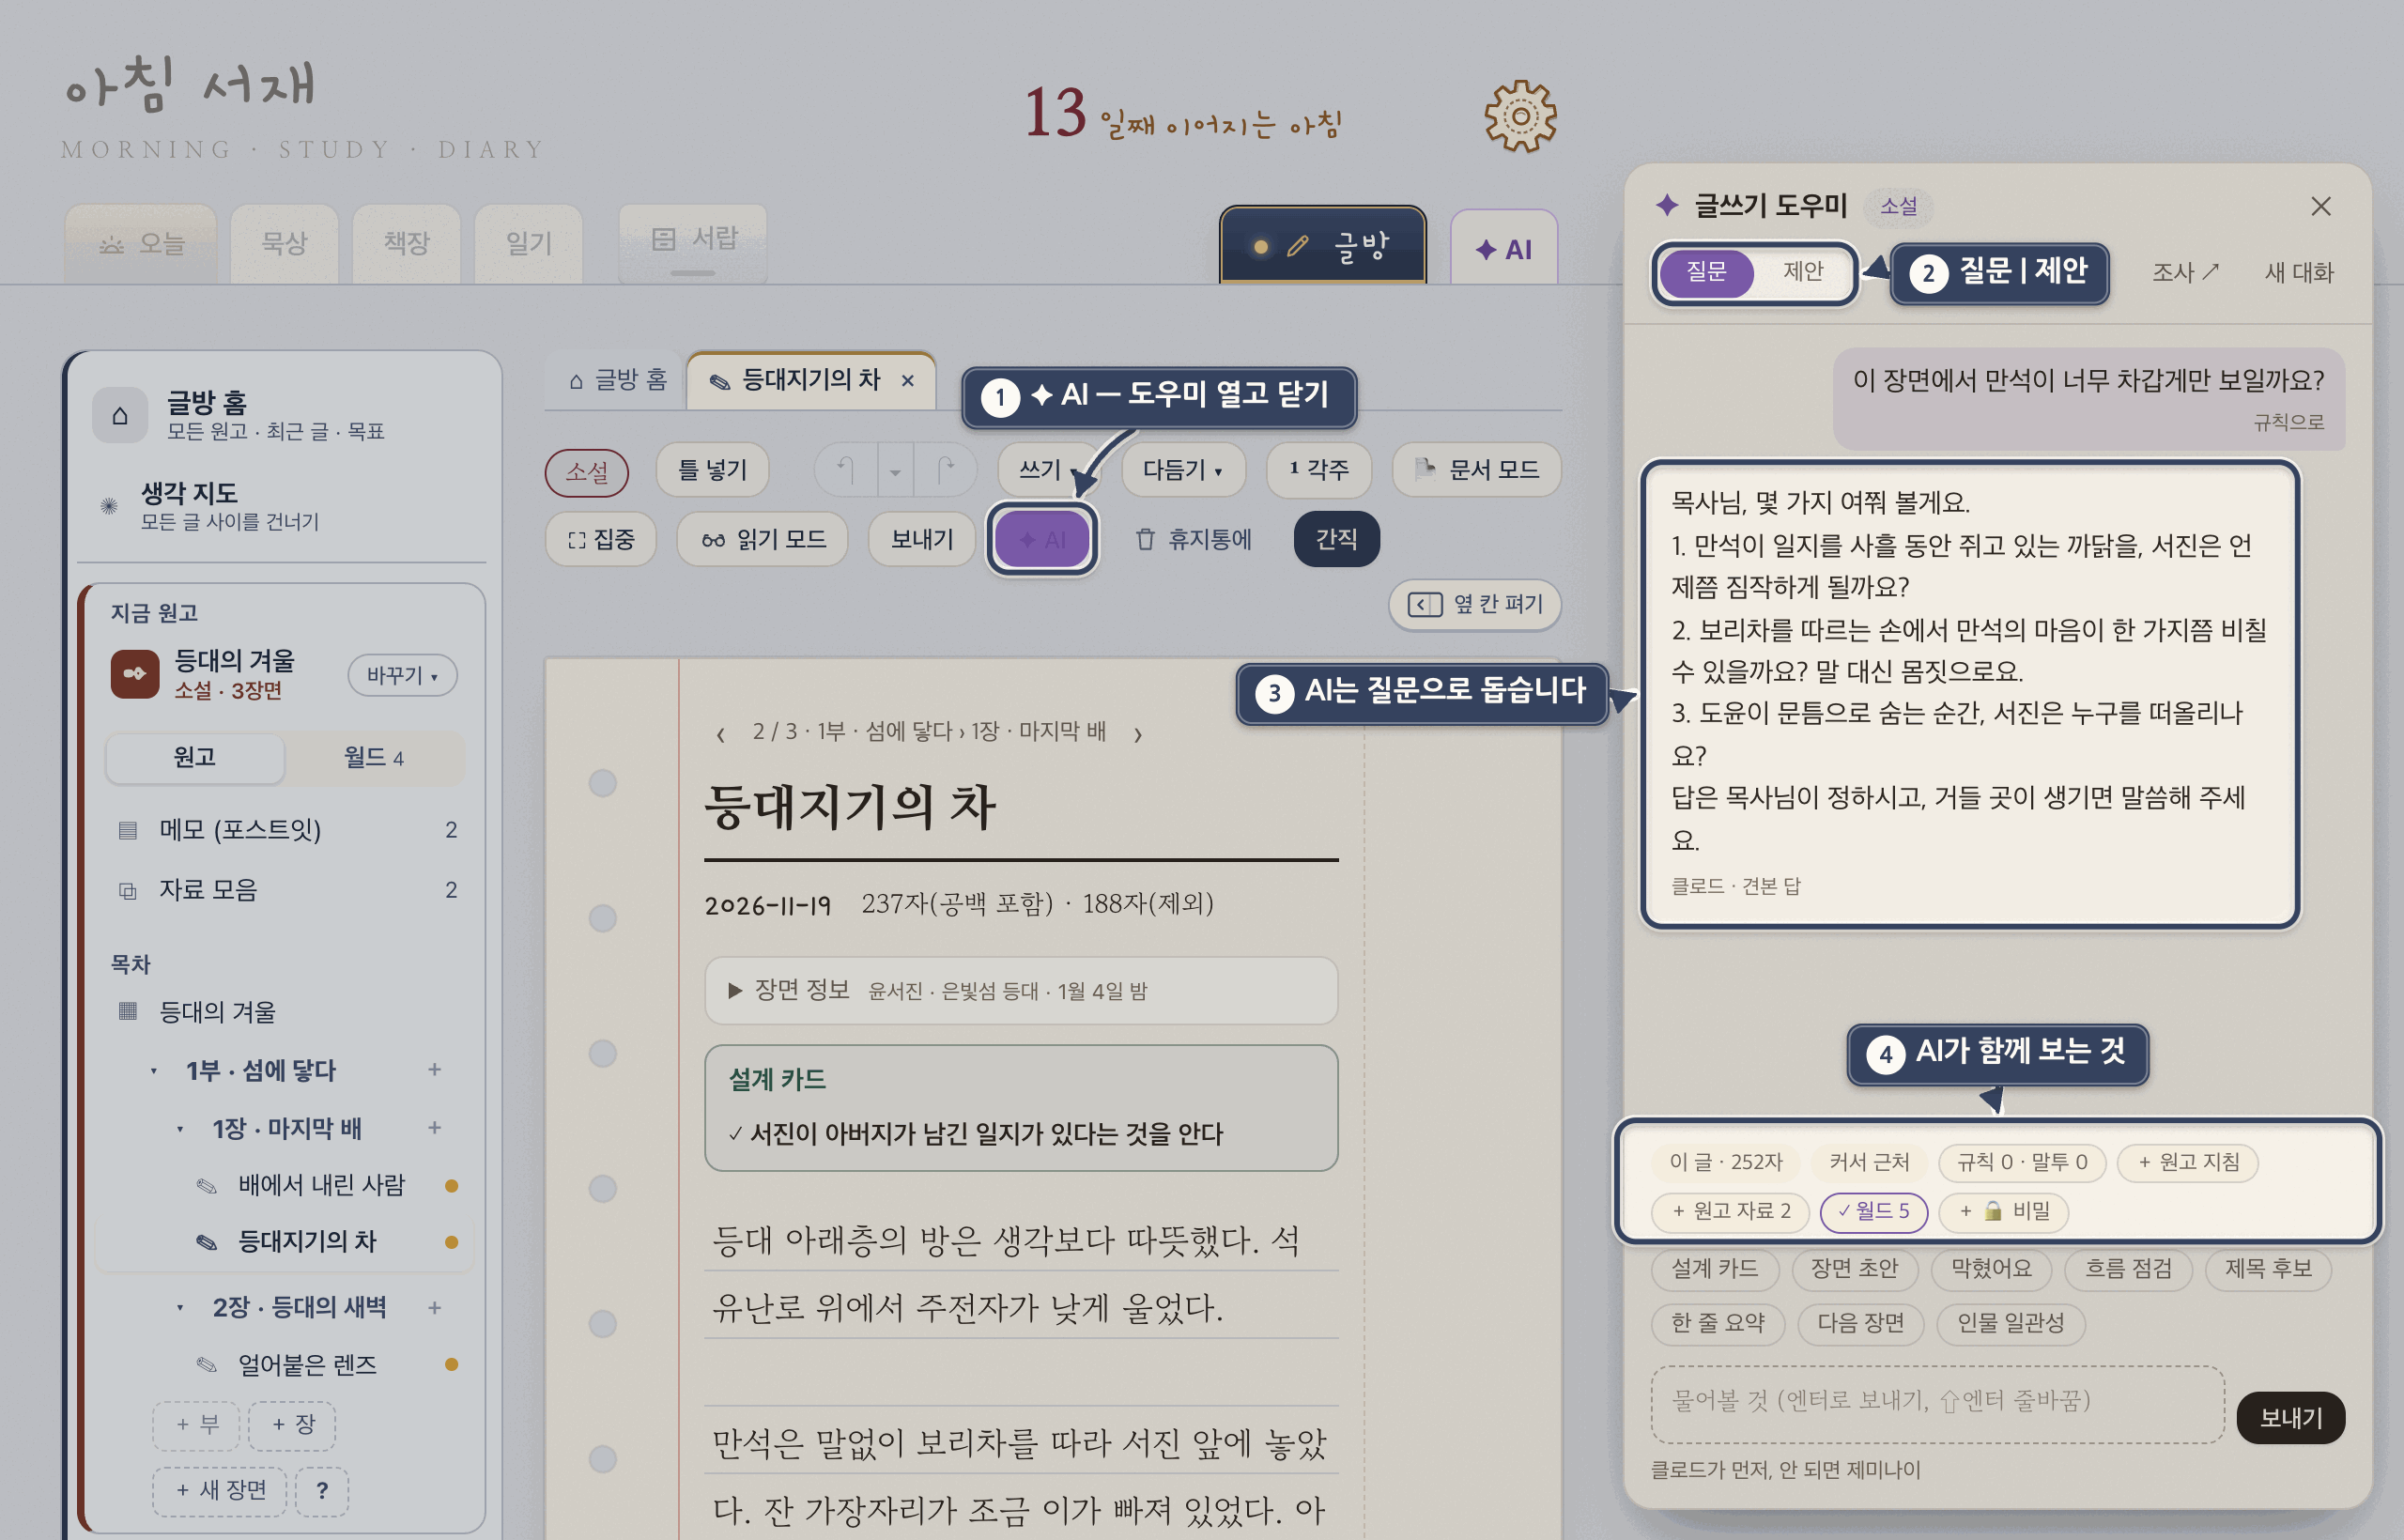 아침 서재
MORNING · STUDY · DIARY
13 일째 이어지는 아침
오늘
묵상
책장
일기
서랍
글방
✦ AI
글방 홈
모든 원고 · 최근 글 · 목표
생각 지도
모든 글 사이를 건너기
지금 원고
등대의 겨울
소설 · 3장면
바꾸기 ▾
원고
월드 4
메모 (포스트잇) 2
자료 모음 2
목차
등대의 겨울
1부 · 섬에 닿다 +
1장 · 마지막 배 +
배에서 내린 사람
등대지기의 차
2장 · 등대의 새벽 +
얼어붙은 렌즈
+ 부
+ 장
+ 새 장면
?
글방 홈
등대지기의 차 ×
1 ✦ AI — 도우미 열고 닫기
소설
틀 넣기
쓰기
다듬기 ▾
1 각주
문서 모드
집중
읽기 모드
보내기
✦ AI
휴지통에
간직
옆 칸 펴기
3 AI는 질문으로 돕습니다
‹ 2 / 3 · 1부 · 섬에 닿다 › 1장 · 마지막 배 ›
등대지기의 차
2026-11-19 237자(공백 포함) · 188자(제외)
▶ 장면 정보 윤서진 · 은빛섬 등대 · 1월 4일 밤
설계 카드
✓ 서진이 아버지가 남긴 일지가 있다는 것을 안다
등대 아래층의 방은 생각보다 따뜻했다. 석
유난로 위에서 주전자가 낮게 울었다.
만석은 말없이 보리차를 따라 서진 앞에 놓았
다. 잔 가장자리가 조금 이가 빠져 있었다. 아
✦ 글쓰기 도우미 소설 ×
질문
제안
2 질문 | 제안
조사 ↗
새 대화
이 장면에서 만석이 너무 차갑게만 보일까요?
규칙으로
목사님, 몇 가지 여쭤 볼게요.
1. 만석이 일지를 사흘 동안 쥐고 있는 까닭을, 서진은 언
제쯤 짐작하게 될까요?
2. 보리차를 따르는 손에서 만석의 마음이 한 가지쯤 비칠
수 있을까요? 말 대신 몸짓으로요.
3. 도윤이 문틈으로 숨는 순간, 서진은 누구를 떠올리나
요?
답은 목사님이 정하시고, 거들 곳이 생기면 말씀해 주세
요.
클로드 · 견본 답
4 AI가 함께 보는 것
이 글 · 252자
커서 근처
규칙 0 · 말투 0
+ 원고 지침
+ 원고 자료 2
✓ 월드 5
+ 🔒 비밀
설계 카드
장면 초안
막혔어요
흐름 점검
제목 후보
한 줄 요약
다음 장면
인물 일관성
물어볼 것 (엔터로 보내기, ⇧엔터 줄바꿈)
보내기
클로드가 먼저, 안 되면 제미나이